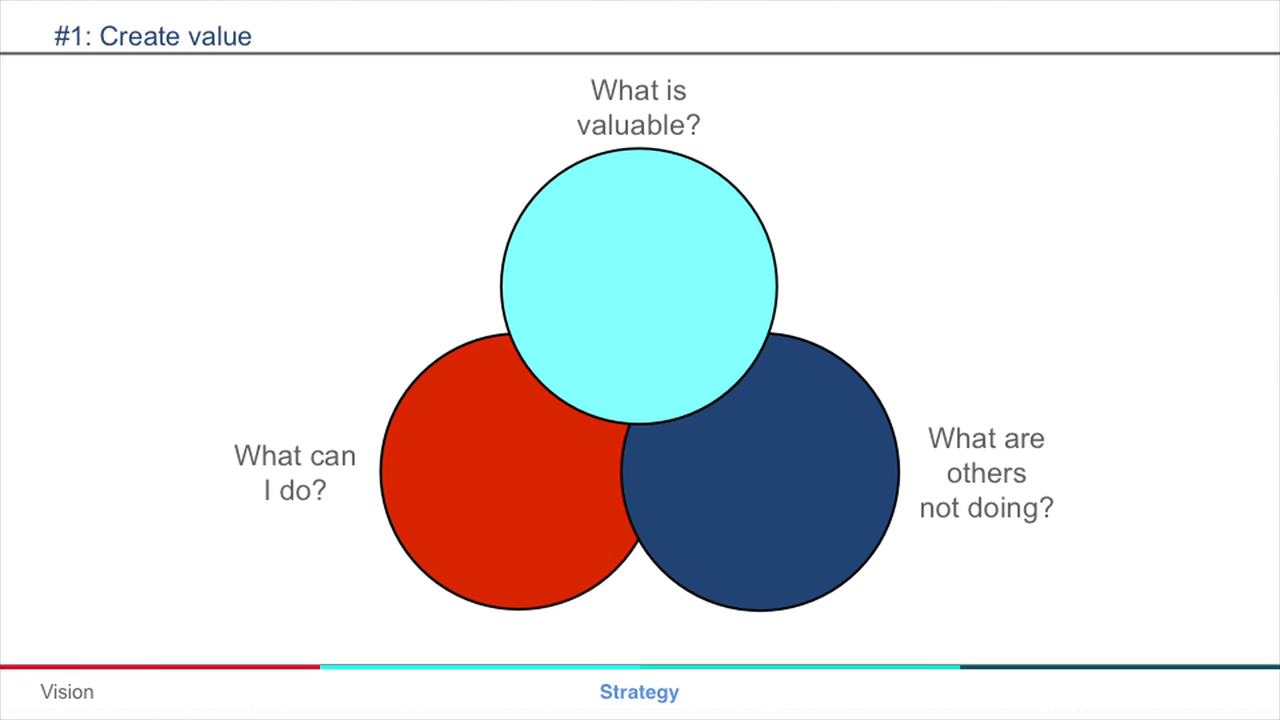 #1: Create value
What is
valuable?
What can
I do?
What are
others
not doing?
Vision
Strategy